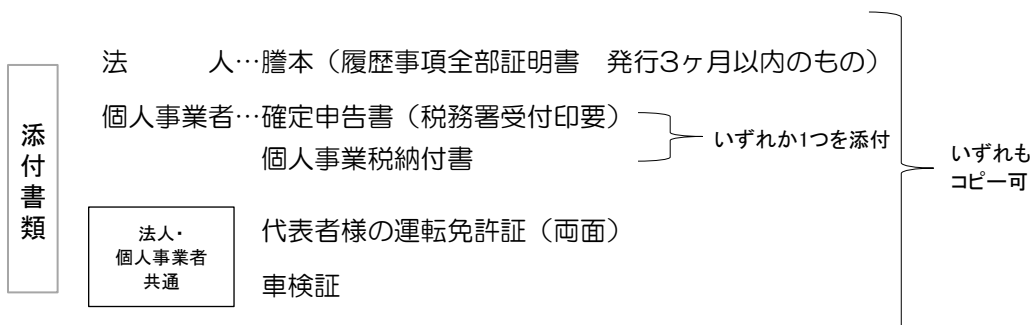 添付書類
法　　　人…謄本（履歴事項全部証明書　発行3ヶ月以内のもの）
個人事業者…確定申告書（税務署受付印要）
個人事業税納付書
いずれか1つを添付
法人・
個人事業者
共通
代表者様の運転免許証（両面）
車検証
いずれも
コピー可